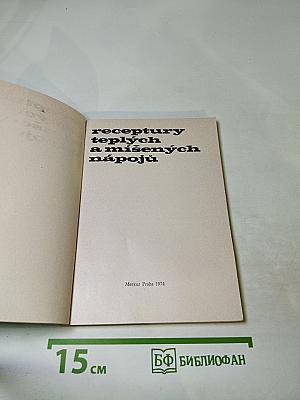 receptury
teplých
a míšených
nápojů
Merkur Praha 1974
15 см
БФ БИБЛИОФАН